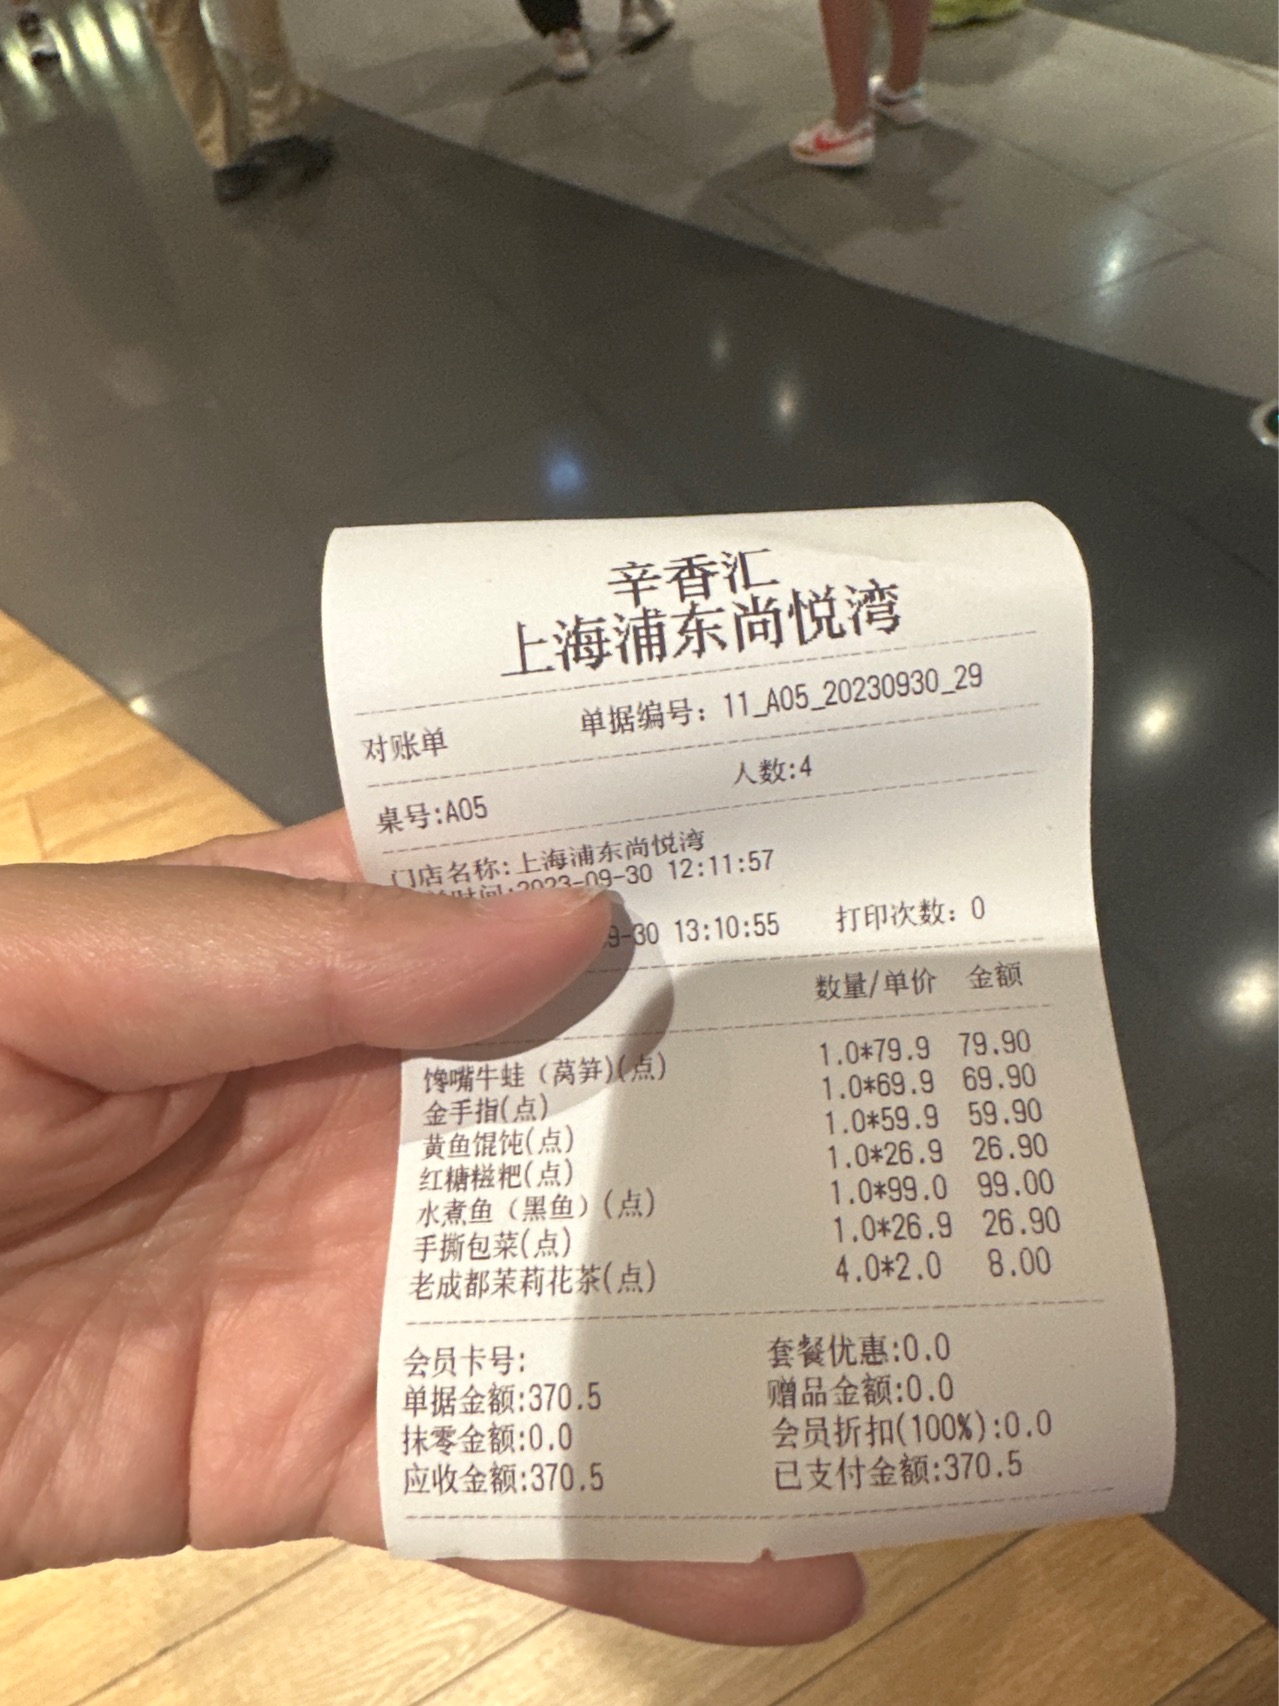 辛香汇
上海浦东尚悦湾
对账单 单据编号：11_A05_20230930_29
桌号:A05 人数:4
门店名称:上海浦东尚悦湾
时间:2023-09-30 12:11:57
9-30 13:10:55 打印次数：0
数量/单价 金额
馋嘴牛蛙（莴笋)(点) 1.0*79.9 79.90
金手指(点) 1.0*69.9 69.90
黄鱼馄饨(点) 1.0*59.9 59.90
红糖糍粑(点) 1.0*26.9 26.90
水煮鱼（黑鱼）(点) 1.0*99.0 99.00
手撕包菜(点) 1.0*26.9 26.90
老成都茉莉花茶(点) 4.0*2.0 8.00
会员卡号: 套餐优惠:0.0
单据金额:370.5 赠品金额:0.0
抹零金额:0.0 会员折扣(100%):0.0
应收金额:370.5 已支付金额:370.5